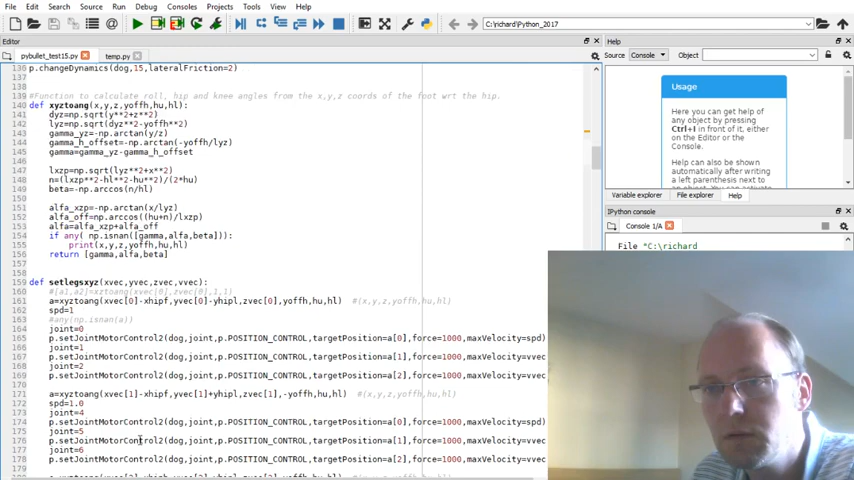 File Edit Search Source Run Debug Consoles Projects Tools View Help
C:\richard\Python_2017
Editor
pybullet_test15.py temp.py
136 p.changeDynamics(dog,15,lateralFriction=2)
137
138
139 #Function to calculate roll, hip and knee angles from the x,y,z coords of the foot wrt the hip.
140 def xyztoang(x,y,z,yoffh,hu,hl):
141 dyz=np.sqrt(y**2+z**2)
142 lyz=np.sqrt(dyz**2-yoffh**2)
143 gamma_yz=-np.arctan(y/z)
144 gamma_h_offset=-np.arctan(-yoffh/lyz)
145 gamma=gamma_yz-gamma_h_offset
146
147 lxzp=np.sqrt(lyz**2+x**2)
148 n=(lxzp**2-hl**2-hu**2)/(2*hu)
149 beta=-np.arccos(n/hl)
150
151 alfa_xzp=-np.arctan(x/lyz)
152 alfa_off=np.arccos((hu+n)/lxzp)
153 alfa=alfa_xzp+alfa_off
154 if any( np.isnan([gamma,alfa,beta])):
155 print(x,y,z,yoffh,hu,hl)
156 return [gamma,alfa,beta]
157
158
159 def setlegsxyz(xvec,yvec,zvec,vvec):
160 #[a1,a2]=xztoang(xvec[0],zvec[0],1,1)
161 a=xyztoang(xvec[0]-xhipf,yvec[0]-yhipl,zvec[0],yoffh,hu,hl) #(x,y,z,yoffh,hu,hl)
162 spd=1
163 #any(np.isnan(a))
164 joint=0
165 p.setJointMotorControl2(dog,joint,p.POSITION_CONTROL,targetPosition=a[0],force=1000,maxVelocity=spd)
166 joint=1
167 p.setJointMotorControl2(dog,joint,p.POSITION_CONTROL,targetPosition=a[1],force=1000,maxVelocity=vvec
168 joint=2
169 p.setJointMotorControl2(dog,joint,p.POSITION_CONTROL,targetPosition=a[2],force=1000,maxVelocity=vvec
170
171 a=xyztoang(xvec[1]-xhipf,yvec[1]+yhipl,zvec[1],-yoffh,hu,hl) #(x,y,z,yoffh,hu,hl)
172 spd=1.0
173 joint=4
174 p.setJointMotorControl2(dog,joint,p.POSITION_CONTROL,targetPosition=a[0],force=1000,maxVelocity=spd)
175 joint=5
176 p.setJointMotorControl2(dog,joint,p.POSITION_CONTROL,targetPosition=a[1],force=1000,maxVelocity=vvec
177 joint=6
178 p.setJointMotorControl2(dog,joint,p.POSITION_CONTROL,targetPosition=a[2],force=1000,maxVelocity=vvec
179
Help
Source Console Object
Usage
Here you can get help of
any object by pressing
Ctrl+I in front of it, either
on the Editor or the
Console.
Help can also be shown
automatically after writing
a left parenthesis next to
Variable explorer File explorer Help
IPython console
Console 1/A
File "C:\richard